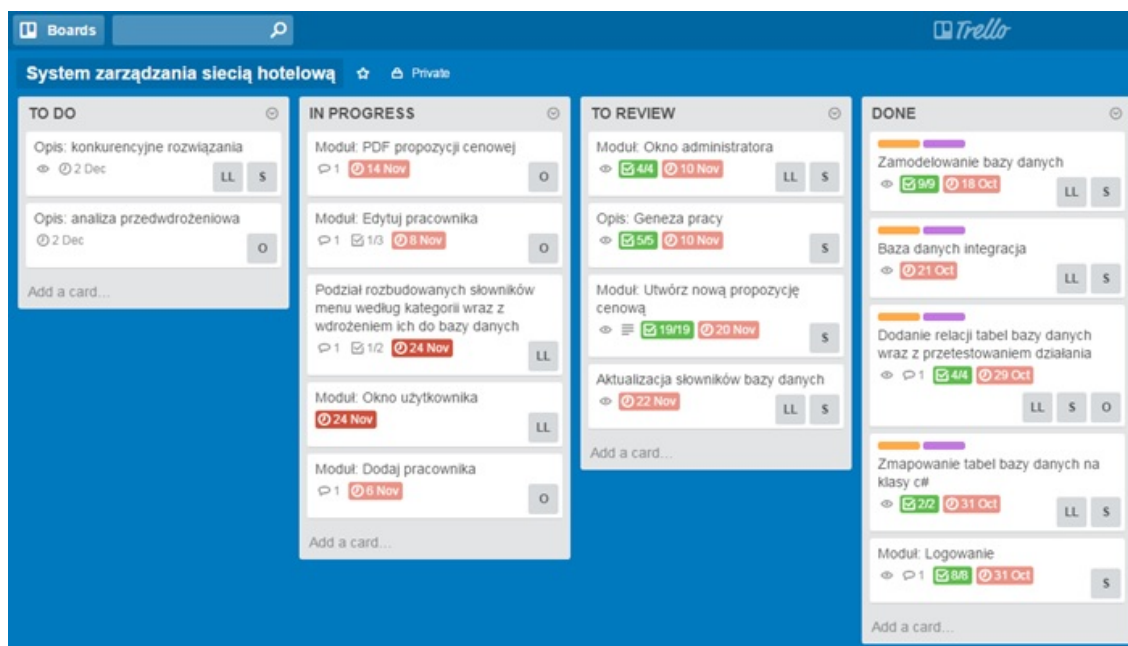 Boards
Trello
System zarządzania siecią hotelową
Private
TO DO
Opis: konkurencyjne rozwiązania
2 Dec
LL S
Opis: analiza przedwdrożeniowa
2 Dec
O
Add a card...
IN PROGRESS
Moduł: PDF propozycji cenowej
1 14 Nov
O
Moduł: Edytuj pracownika
1 1/3 8 Nov
O
Podział rozbudowanych słowników
menu według kategorii wraz z
wdrożeniem ich do bazy danych
1 1/2 24 Nov
LL
Moduł: Okno użytkownika
24 Nov
LL
Moduł: Dodaj pracownika
1 6 Nov
O
Add a card...
TO REVIEW
Moduł: Okno administratora
4/4 10 Nov
LL S
Opis: Geneza pracy
5/5 10 Nov
S
Moduł: Utwórz nową propozycję
cenową
19/19 20 Nov
S
Aktualizacja słowników bazy danych
22 Nov
LL S
Add a card...
DONE
Zamodelowanie bazy danych
9/9 18 Oct
LL S
Baza danych integracja
21 Oct
LL S
Dodanie relacji tabel bazy danych
wraz z przetestowaniem działania
1 4/4 29 Oct
LL S O
Zmapowanie tabel bazy danych na
klasy c#
2/2 31 Oct
LL S
Moduł: Logowanie
1 8/8 31 Oct
S
Add a card...